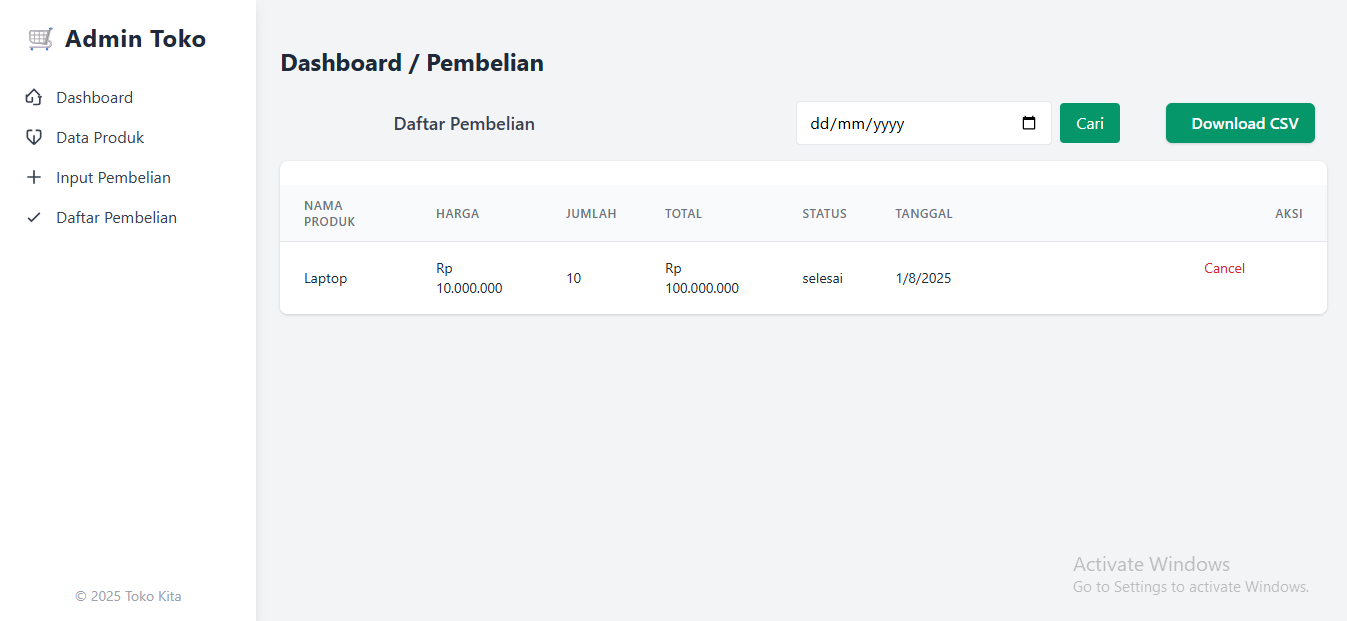 Admin Toko
Dashboard
Data Produk
Input Pembelian
Daftar Pembelian
© 2025 Toko Kita
Dashboard / Pembelian
Daftar Pembelian
dd/mm/yyyy
Cari
Download CSV
NAMA
PRODUK
HARGA
JUMLAH
TOTAL
STATUS
TANGGAL
AKSI
Laptop
Rp
10.000.000
10
Rp
100.000.000
selesai
1/8/2025
Cancel
Activate Windows
Go to Settings to activate Windows.